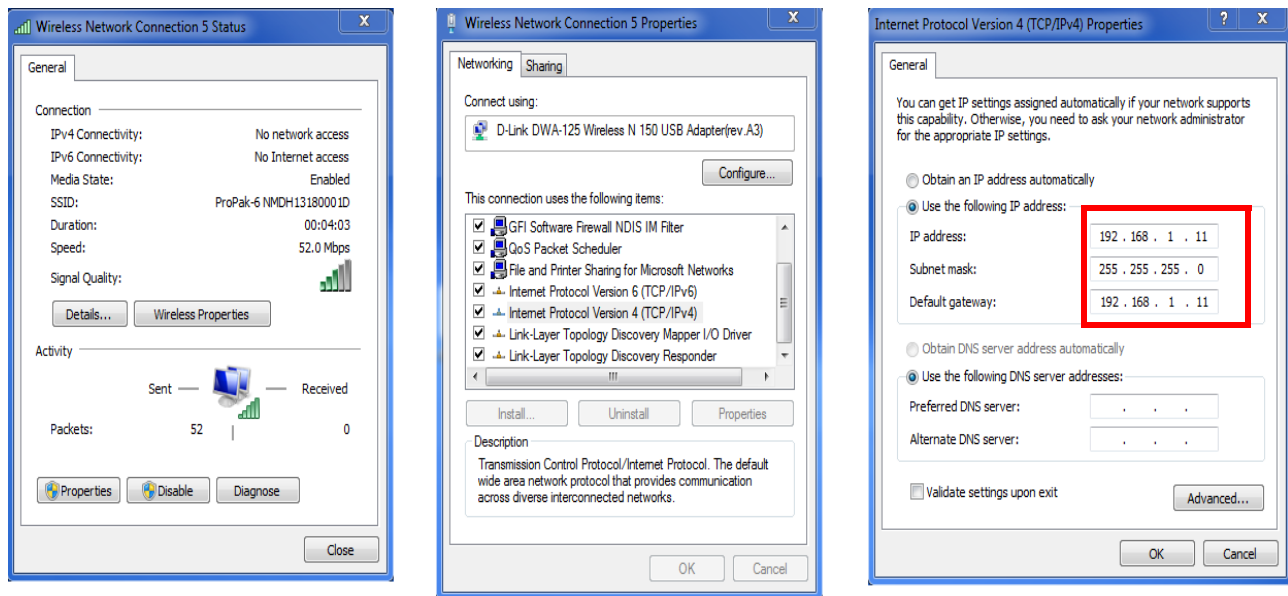 Wireless Network Connection 5 Status
X
General
Connection
IPv4 Connectivity: No network access
IPv6 Connectivity: No Internet access
Media State: Enabled
SSID: ProPak-6 NMDH13180001D
Duration: 00:04:03
Speed: 52.0 Mbps
Signal Quality:
Details... Wireless Properties
Activity
Sent Received
Packets: 52 0
Properties Disable Diagnose
Close
Wireless Network Connection 5 Properties
X
Networking Sharing
Connect using:
D-Link DWA-125 Wireless N 150 USB Adapter(rev.A3)
Configure...
This connection uses the following items:
GFI Software Firewall NDIS IM Filter
QoS Packet Scheduler
File and Printer Sharing for Microsoft Networks
Internet Protocol Version 6 (TCP/IPv6)
Internet Protocol Version 4 (TCP/IPv4)
Link-Layer Topology Discovery Mapper I/O Driver
Link-Layer Topology Discovery Responder
Install... Uninstall Properties
Description
Transmission Control Protocol/Internet Protocol. The default
wide area network protocol that provides communication
across diverse interconnected networks.
OK Cancel
Internet Protocol Version 4 (TCP/IPv4) Properties
? X
General
You can get IP settings assigned automatically if your network supports
this capability. Otherwise, you need to ask your network administrator
for the appropriate IP settings.
Obtain an IP address automatically
Use the following IP address:
IP address: 192 . 168 . 1 . 11
Subnet mask: 255 . 255 . 255 . 0
Default gateway: 192 . 168 . 1 . 11
Obtain DNS server address automatically
Use the following DNS server addresses:
Preferred DNS server: . . .
Alternate DNS server: . . .
Validate settings upon exit
Advanced...
OK Cancel